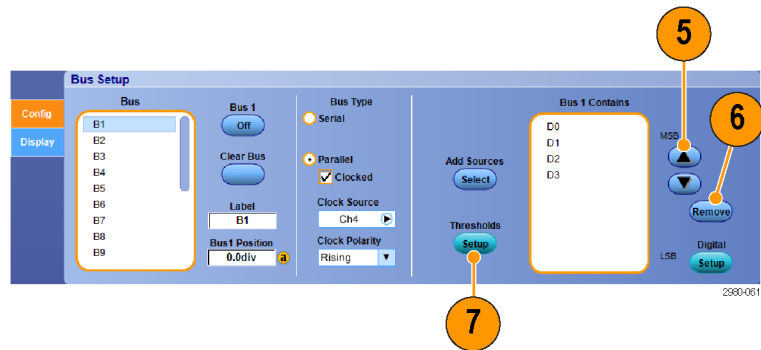 5
Bus Setup
Config
Display
Bus
B1
B2
B3
B4
B5
B6
B7
B8
B9
Bus 1
Off
Clear Bus
Label
B1
Bus1 Position
0.0div
a
Bus Type
Serial
Parallel
Clocked
Clock Source
Ch4
Clock Polarity
Rising
Add Sources
Select
Thresholds
Setup
7
Bus 1 Contains
D0
D1
D2
D3
MSB
6
Remove
LSB
Digital
Setup
2980-061